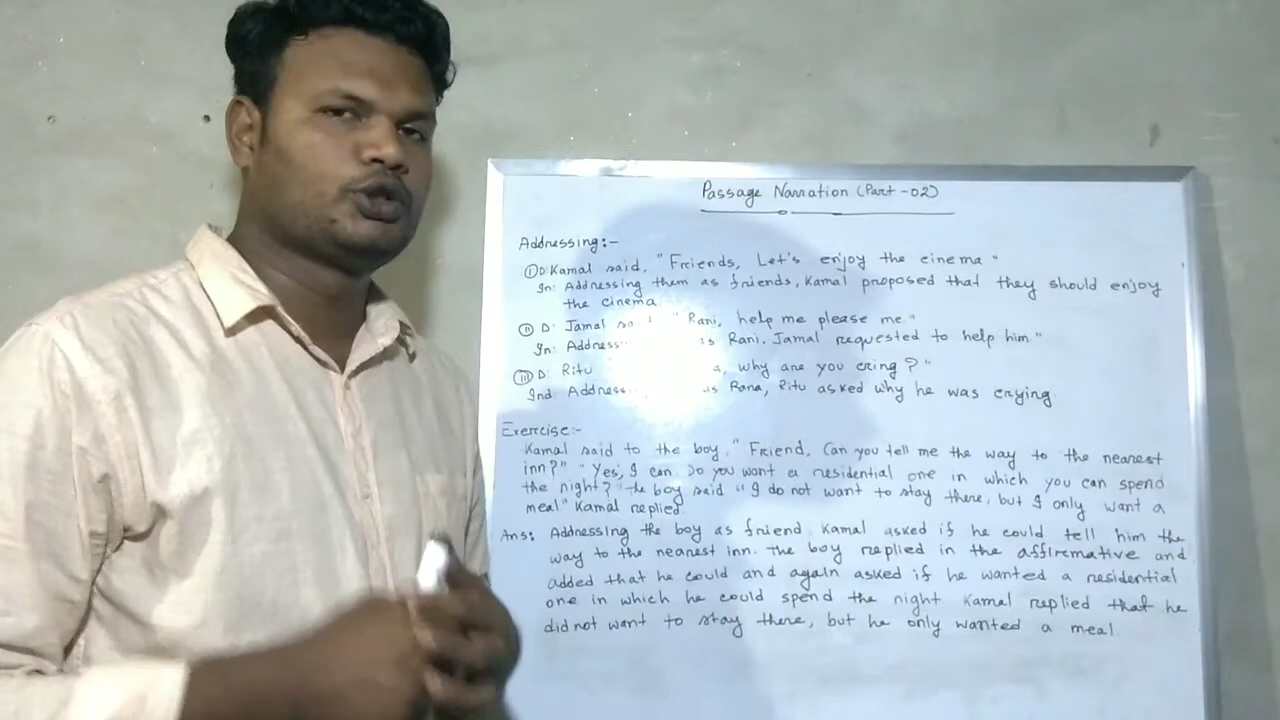 Passage Narration (Part -02)
Addressing:-
① D: Kamal said, "Friends, Let's enjoy the cinema"
In: Addressing them as friends, Kamal proposed that they should enjoy
the cinema
② D: Jamal sa " Rani, help me please me"
In: Address is Rani, Jamal requested to help him"
③ D: Ritu a, why are you cring?"
Ind: Address is Rana, Ritu asked why he was crying
Exercise:-
Kamal said to the boy, "Friend, Can you tell me the way to the nearest
inn?" "Yes, I can Do you want a residential one in which you can spend
the night?" the boy said "I do not want to stay there, but I only want a
meal" Kamal replied.
Ans: Addressing the boy as friend, Kamal asked if he could tell him the
way to the nearest inn. The boy replied in the affirmative and
added that he could and again asked if he wanted a residential
one in which he could spend the night Kamal replied that he
did not want to stay there, but he only wanted a meal.